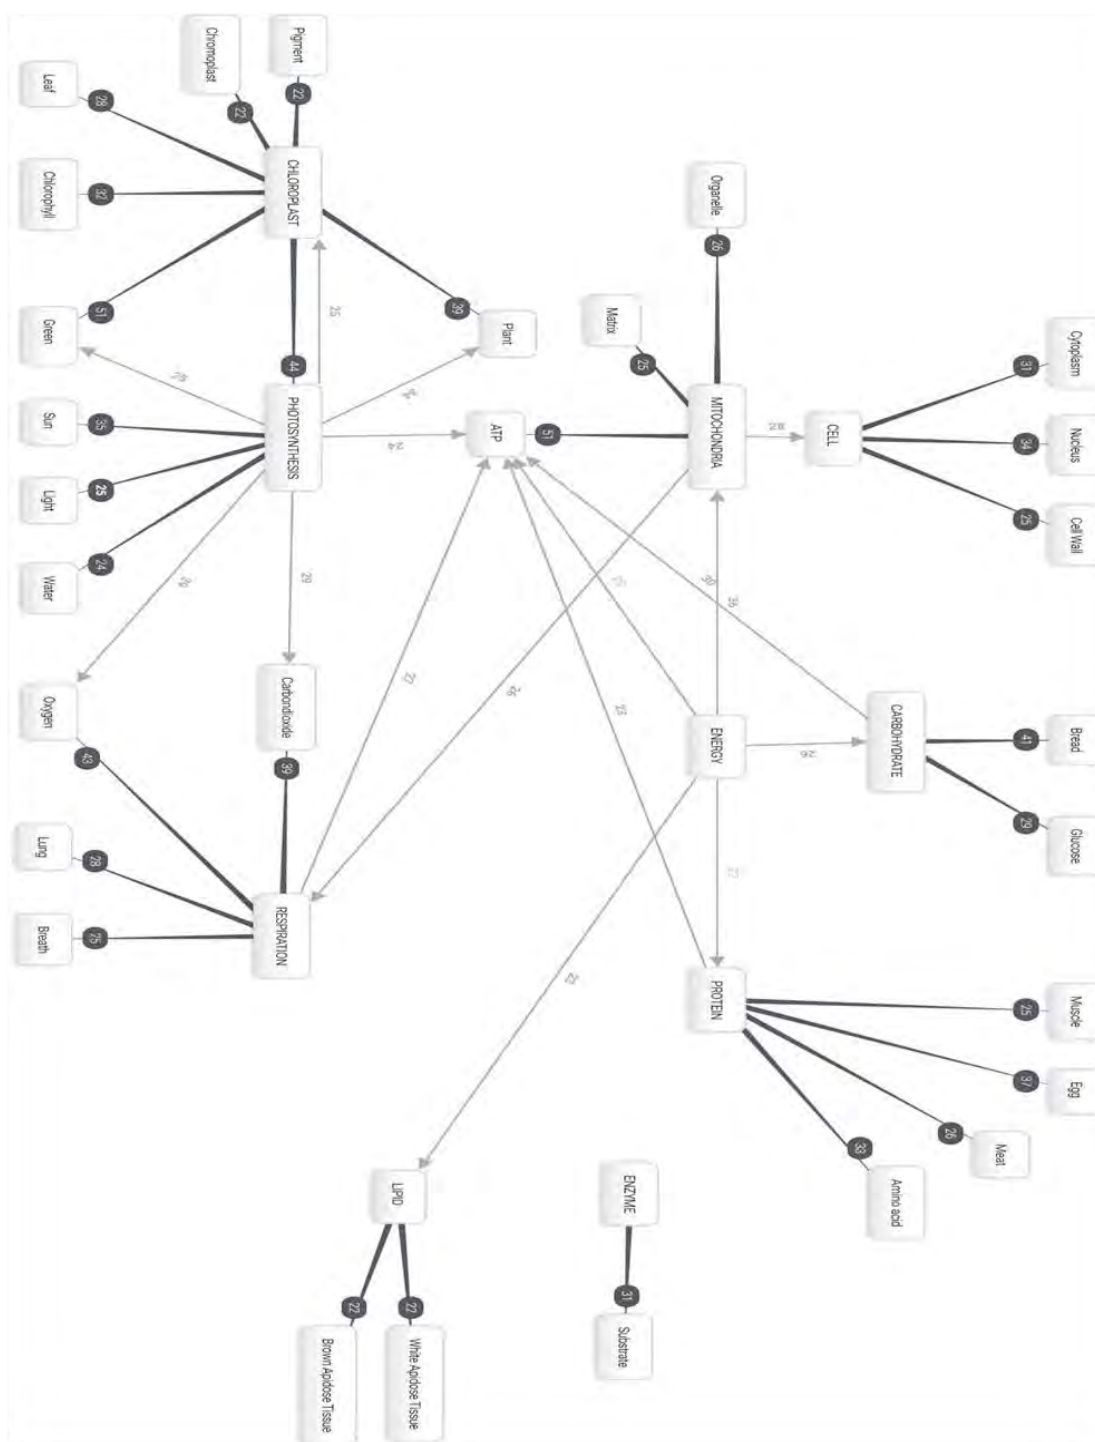 Cytoplasm
Nucleus
Cell Wall
Bread
Glucose
Muscle
Egg
31
34
25
41
29
25
37
Meat
26
Amino acid
33
CELL
CARBOHYDRATE
26
Organelle
26
MITOCHONDRIA
36
30
ENERGY
PROTEIN
Matrix
25
51
ENZYME
31
Substrate
23
25
26
Plant
39
ATP
24
27
LIPID
22
White Apidose Tissue
22
Brown Apidose Tissue
Pigment
22
CHLOROPLAST
25
44
PHOTOSYNTHESIS
29
Carbondioxide
39
RESPIRATION
Chromoplast
22
Leaf
28
Chlorophyll
32
Green
51
Sun
35
Light
25
Water
24
Oxygen
43
Lung
28
Breath
25